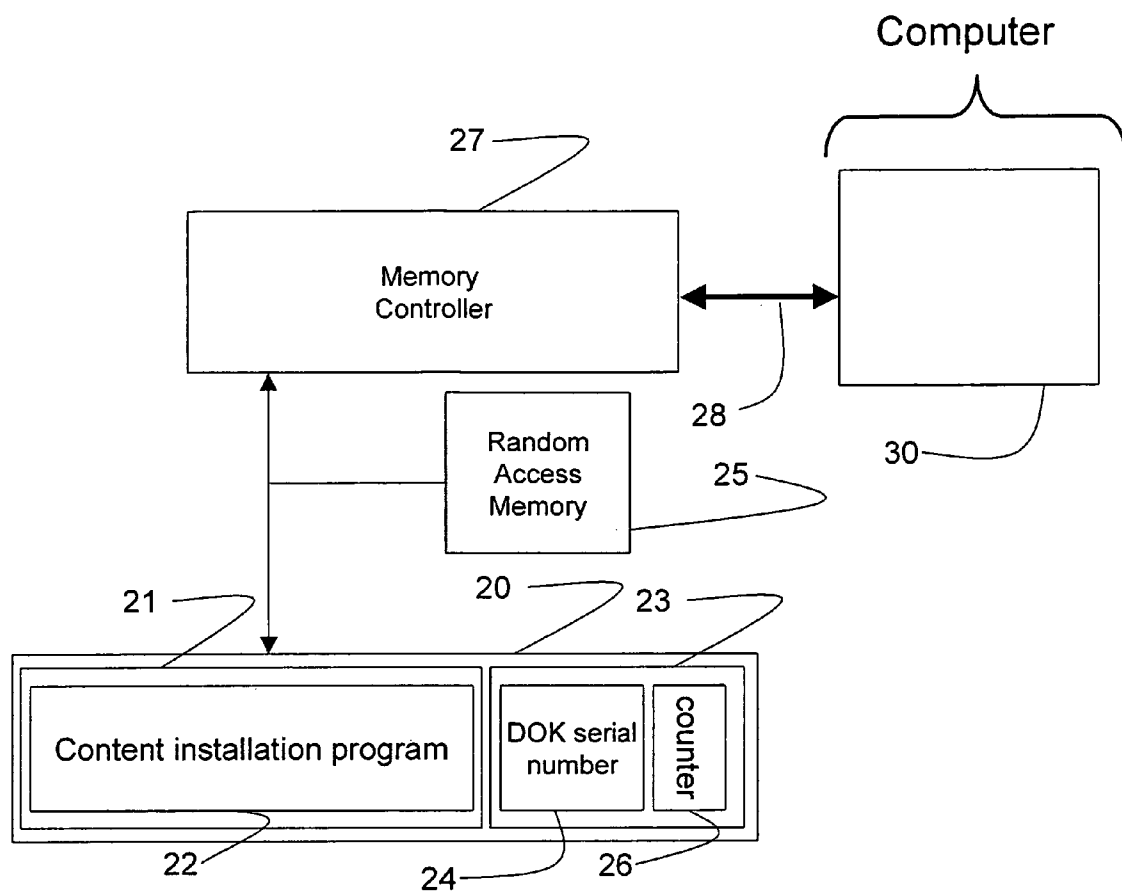 Computer
27
Memory
Controller
28
30
Random
Access
Memory
25
21
20
23
Content installation program
DOK serial
number
counter
22
24
26